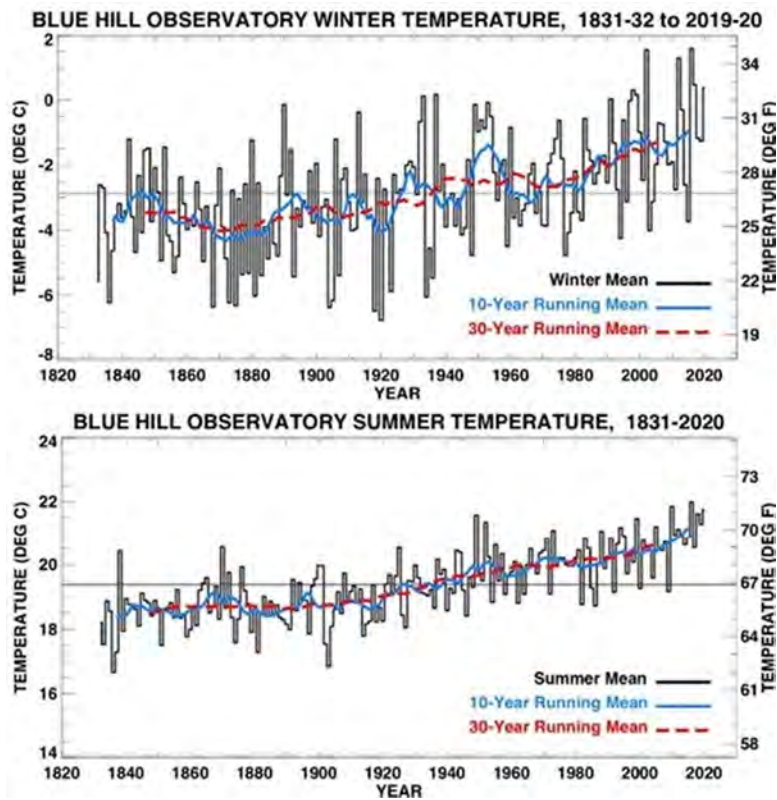 BLUE HILL OBSERVATORY WINTER TEMPERATURE, 1831-32 to 2019-20
TEMPERATURE (DEG C)
2
0
-2
-4
-6
-8
TEMPERATURE (DEG F)
34
31
28
25
22
19
Winter Mean
10-Year Running Mean
30-Year Running Mean
1820 1840 1860 1880 1900 1920 1940 1960 1980 2000 2020
YEAR
BLUE HILL OBSERVATORY SUMMER TEMPERATURE, 1831-2020
TEMPERATURE (DEG C)
24
22
20
18
16
14
TEMPERATURE (DEG F)
73
70
67
64
61
58
Summer Mean
10-Year Running Mean
30-Year Running Mean
1820 1840 1860 1880 1900 1920 1940 1960 1980 2000 2020
YEAR